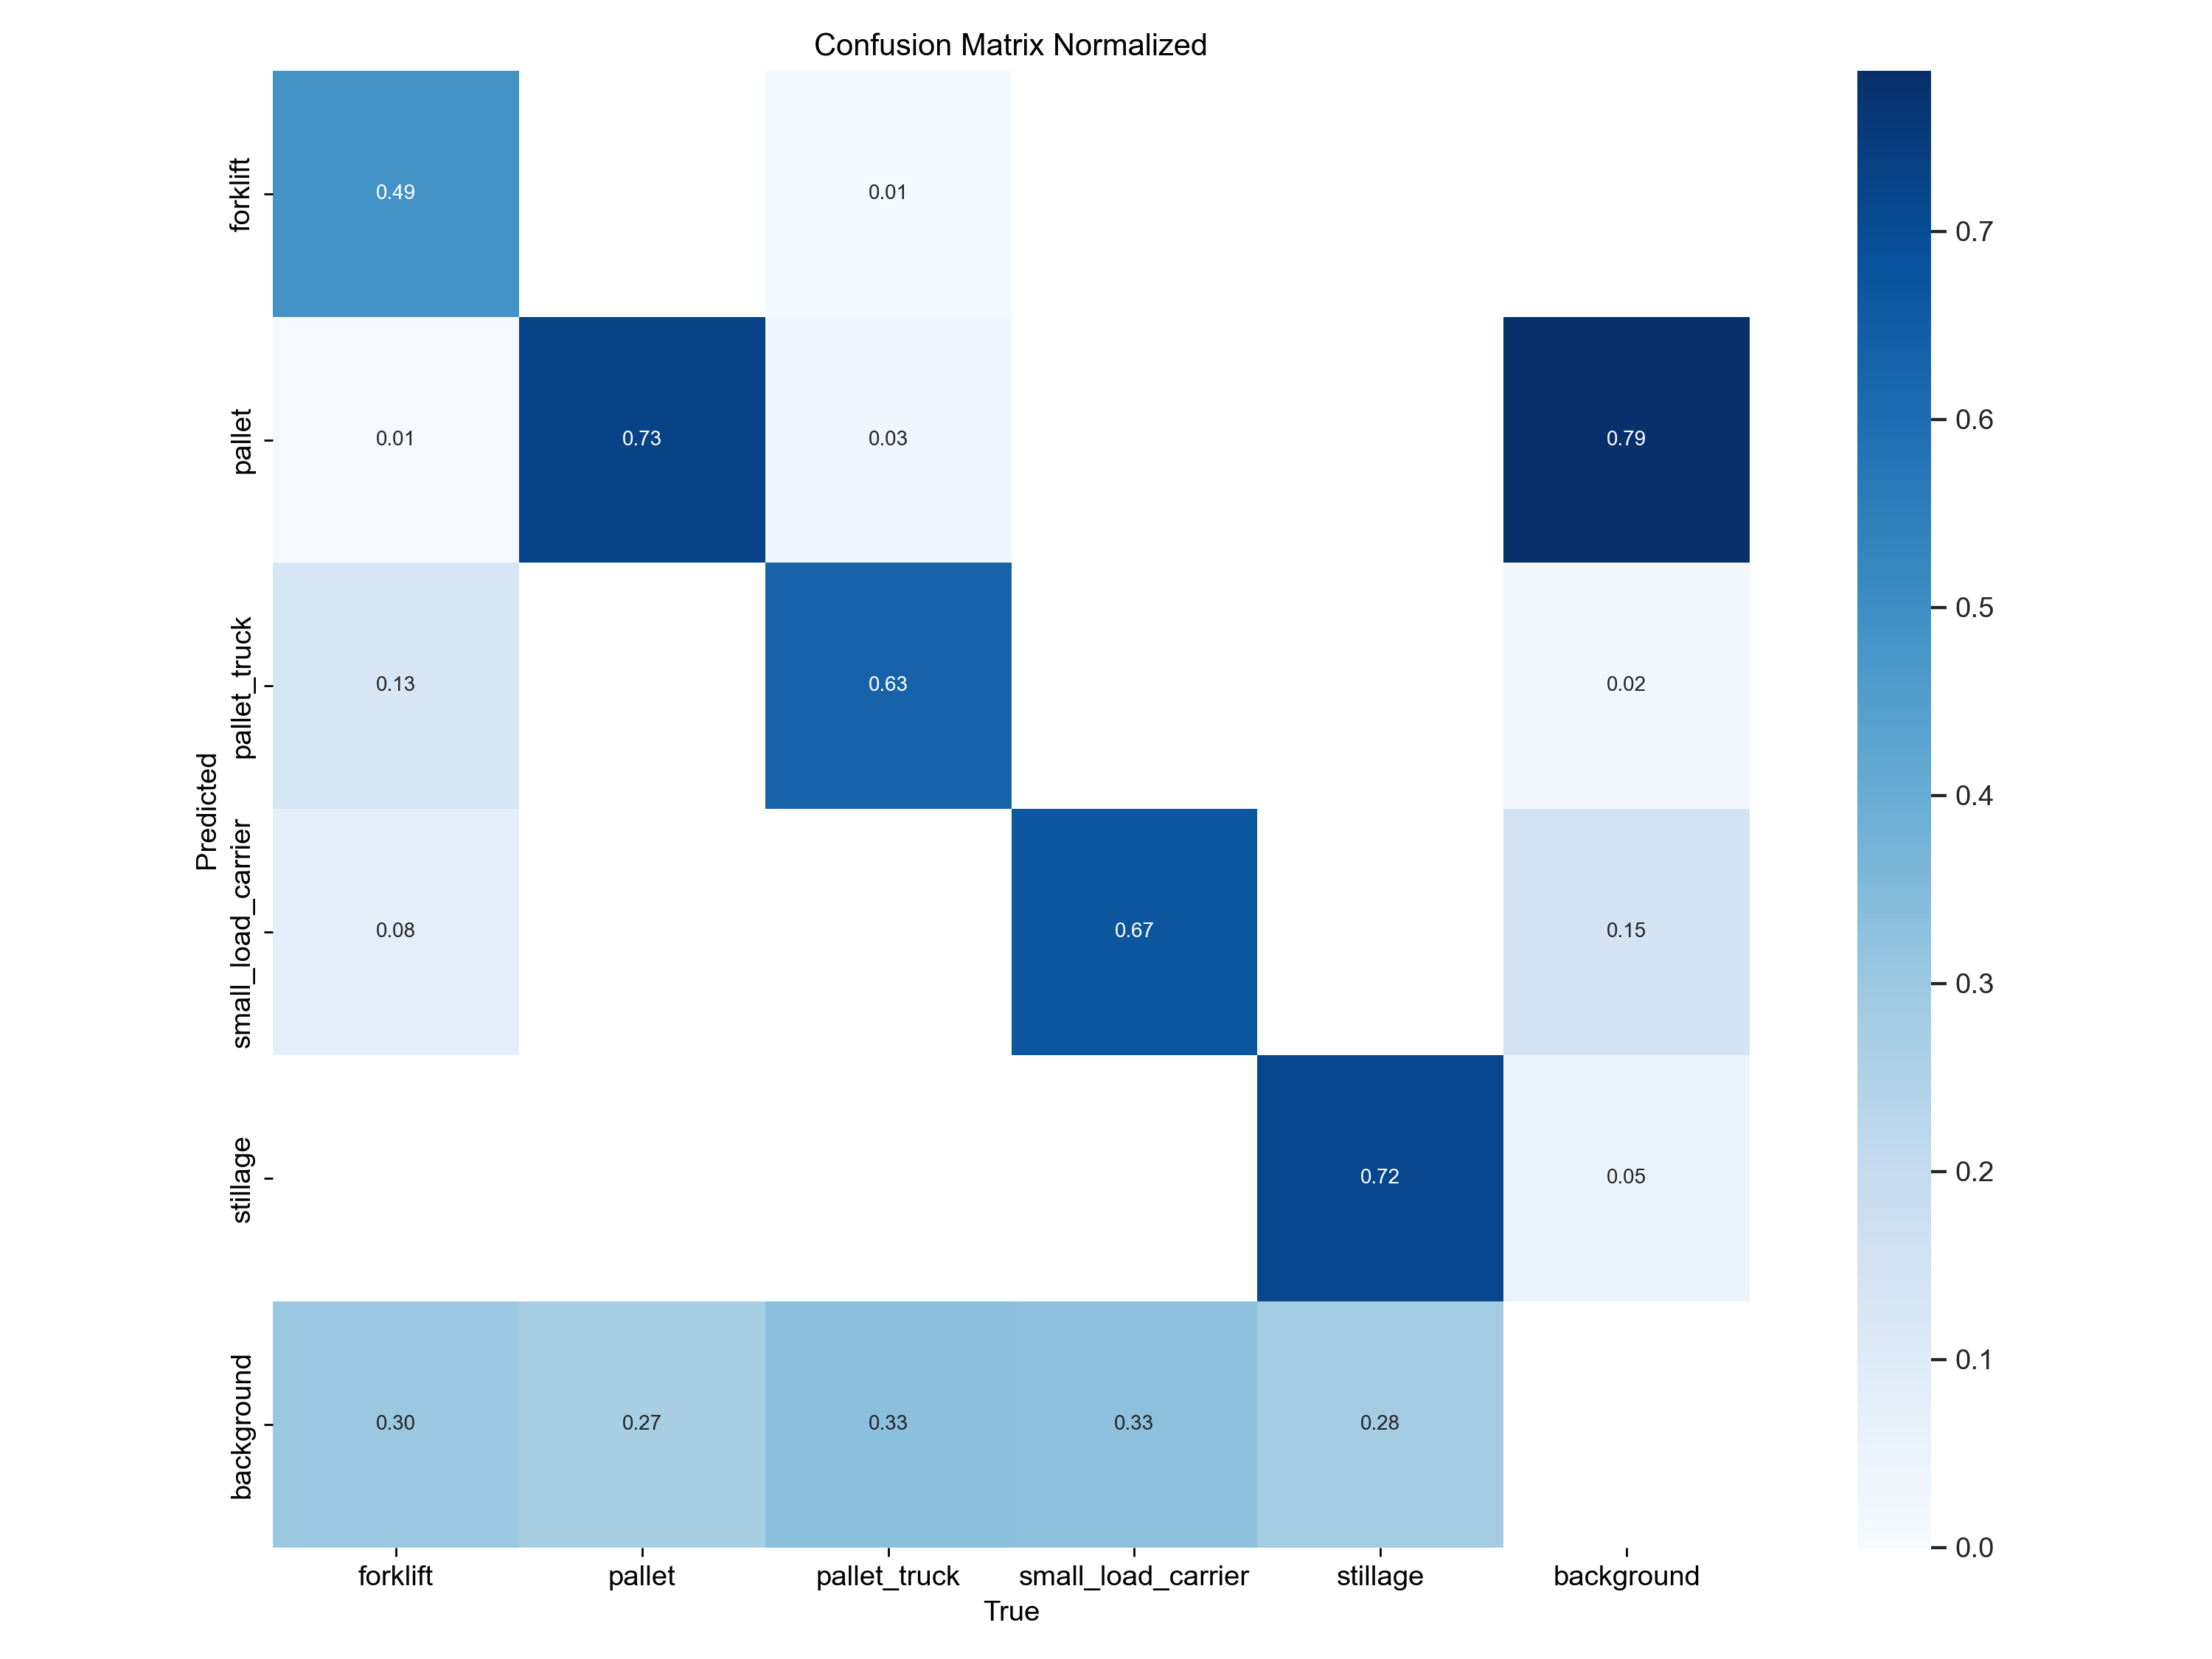 Confusion Matrix Normalized
forklift
0.49
0.01
pallet
0.01
0.73
0.03
0.79
pallet_truck
0.13
0.63
0.02
small_load_carrier
0.08
0.67
0.15
stillage
0.72
0.05
background
0.30
0.27
0.33
0.33
0.28
Predicted
forklift
pallet
pallet_truck
small_load_carrier
stillage
background
True
0.7
0.6
0.5
0.4
0.3
0.2
0.1
0.0